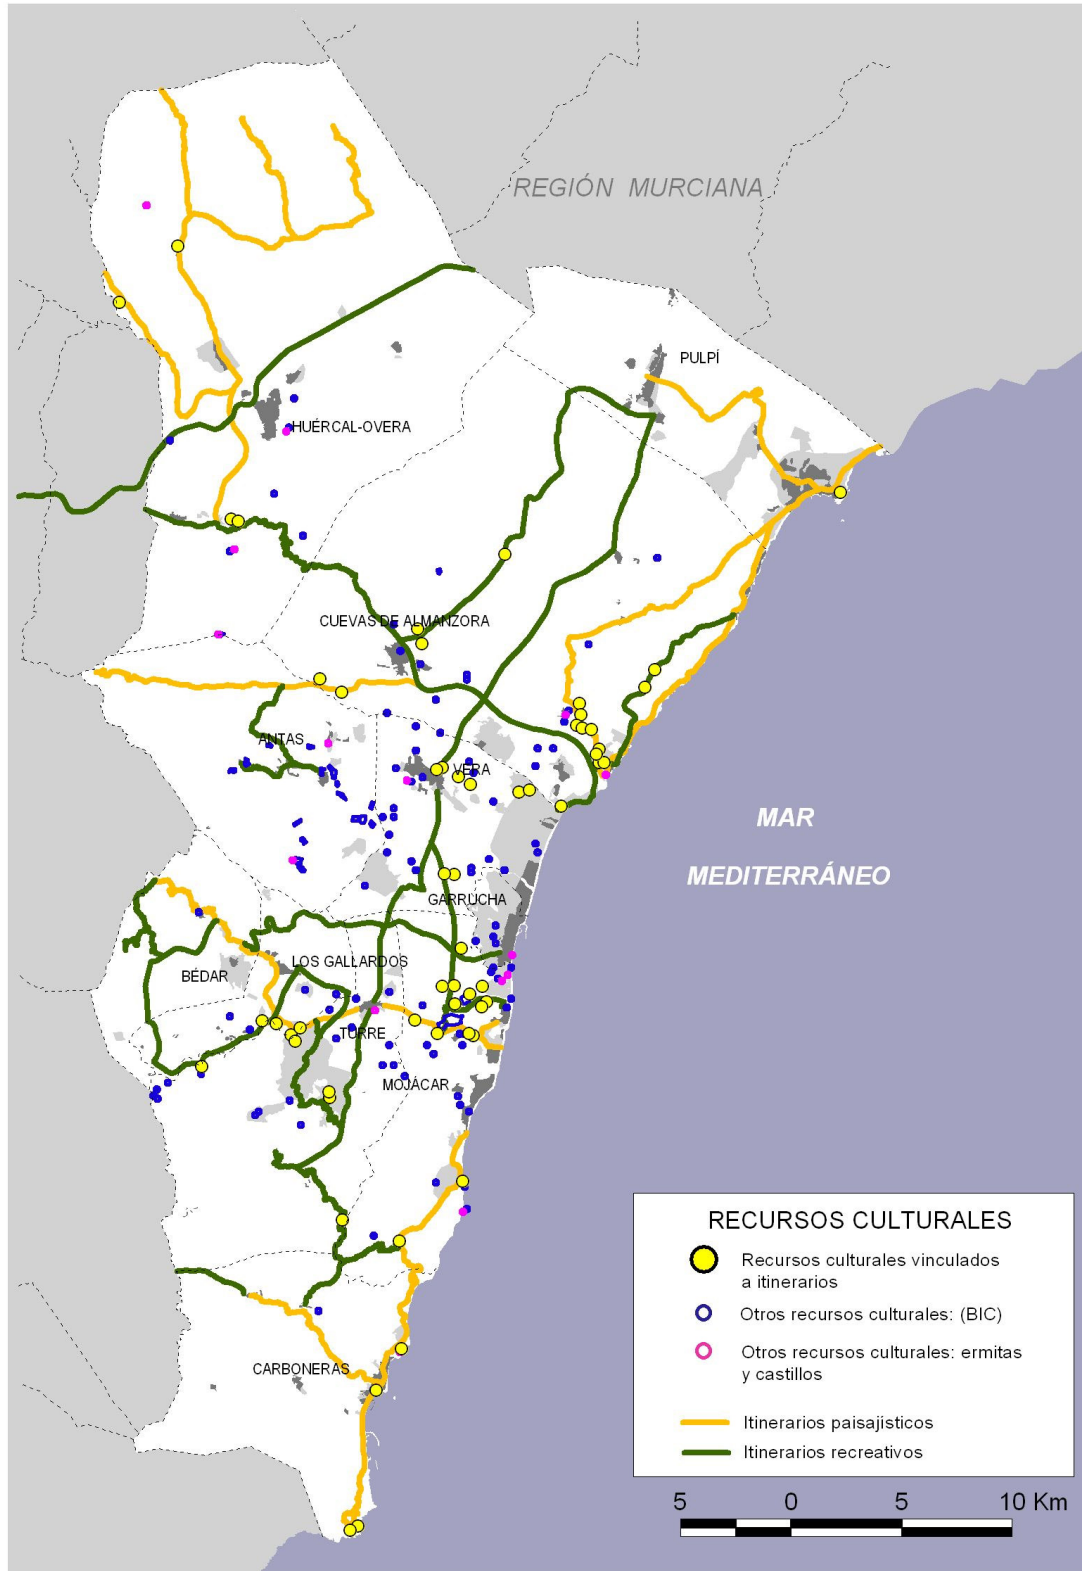 REGIÓN MURCIANA
PULPÍ
HUÉRCAL-OVERA
CUEVAS DE ALMANZORA
ANTAS
VERA
MAR
MEDITERRÁNEO
GARRUCHA
LOS GALLARDOS
BÉDAR
TURRE
MOJÁCAR
CARBONERAS
RECURSOS CULTURALES
Recursos culturales vinculados
a itinerarios
Otros recursos culturales: (BIC)
Otros recursos culturales: ermitas
y castillos
Itinerarios paisajisticos
Itinerarios recreativos
5 0 5 10 Km